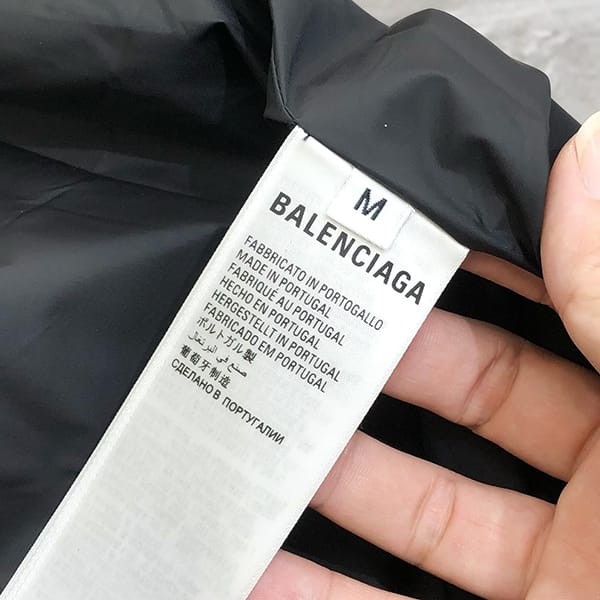 M
BALENCIAGA
FABBRICATO IN PORTOGALLO
MADE IN PORTUGAL
FABRIQUÉ AU PORTUGAL
HECHO EN PORTUGAL
HERGESTELLT IN PORTUGAL
FABRICADO EM PORTUGAL
ポルトガル製
صنع في البرتغال
葡萄牙制造
СДЕЛАНО В ПОРТУГАЛИИ